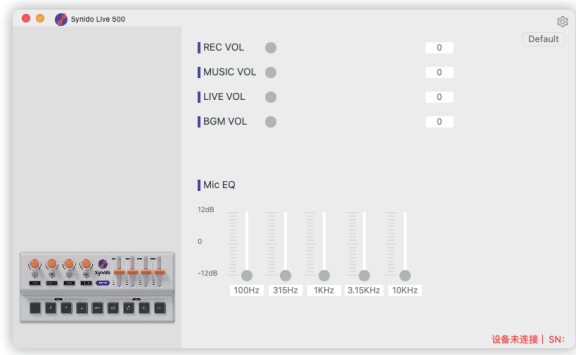 Synido Live 500
Default
REC VOL 0
MUSIC VOL 0
LIVE VOL 0
BGM VOL 0
Mic EQ
12dB
0
-12dB
100Hz 315Hz 1KHz 3.15KHz 10KHz
Synido
设备未连接 | SN: